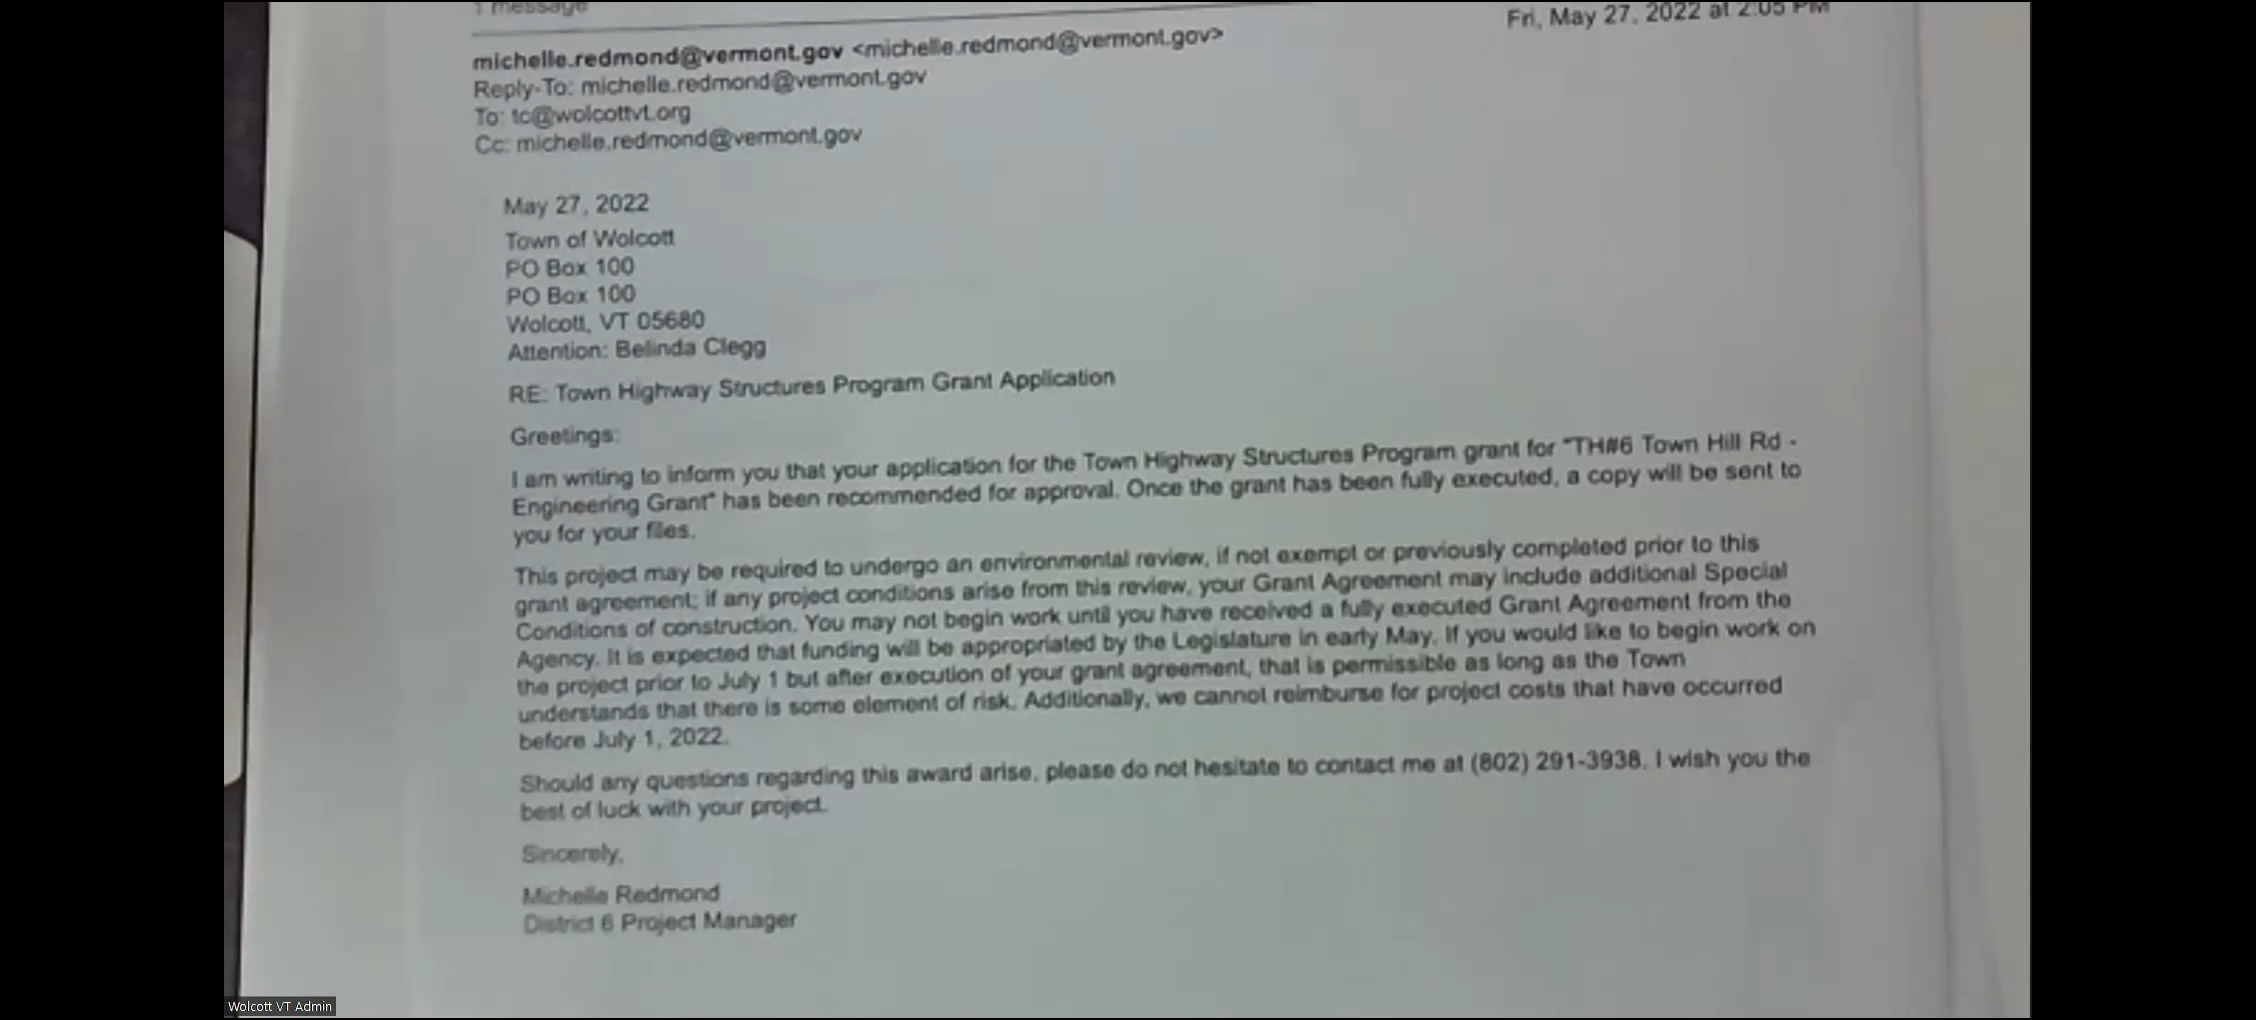 1 message
Fri, May 27, 2022 at 2:05 PM
michelle.redmond@vermont.gov <michelle.redmond@vermont.gov>
Reply-To: michelle.redmond@vermont.gov
To: tc@wolcottvt.org
Cc: michelle.redmond@vermont.gov
May 27, 2022
Town of Wolcott
PO Box 100
PO Box 100
Wolcott, VT 05680
Attention: Belinda Clegg
RE: Town Highway Structures Program Grant Application
Greetings:
I am writing to inform you that your application for the Town Highway Structures Program grant for "TH#6 Town Hill Rd -
Engineering Grant" has been recommended for approval. Once the grant has been fully executed, a copy will be sent to
you for your files.
This project may be required to undergo an environmental review, if not exempt or previously completed prior to this
grant agreement; if any project conditions arise from this review, your Grant Agreement may include additional Special
Conditions of construction. You may not begin work until you have received a fully executed Grant Agreement from the
Agency. It is expected that funding will be appropriated by the Legislature in early May. If you would like to begin work on
the project prior to July 1 but after execution of your grant agreement, that is permissible as long as the Town
understands that there is some element of risk. Additionally, we cannot reimburse for project costs that have occurred
before July 1, 2022.
Should any questions regarding this award arise, please do not hesitate to contact me at (802) 291-3938. I wish you the
best of luck with your project.
Sincerely,
Michelle Redmond
District 6 Project Manager
Wolcott VT Admin